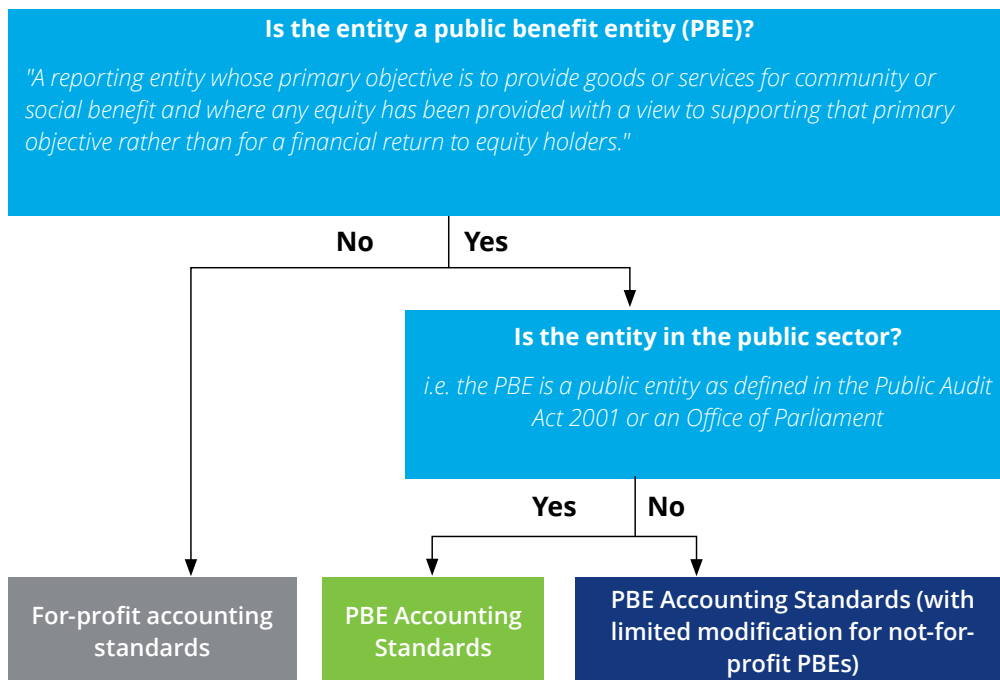 Is the entity a public benefit entity (PBE)?
"A reporting entity whose primary objective is to provide goods or services for community or
social benefit and where any equity has been provided with a view to supporting that primary
objective rather than for a financial return to equity holders."
No
Yes
Is the entity in the public sector?
i.e. the PBE is a public entity as defined in the Public Audit
Act 2001 or an Office of Parliament
Yes
No
For-profit accounting
standards
PBE Accounting
Standards
PBE Accounting Standards (with
limited modification for not-for-
profit PBEs)